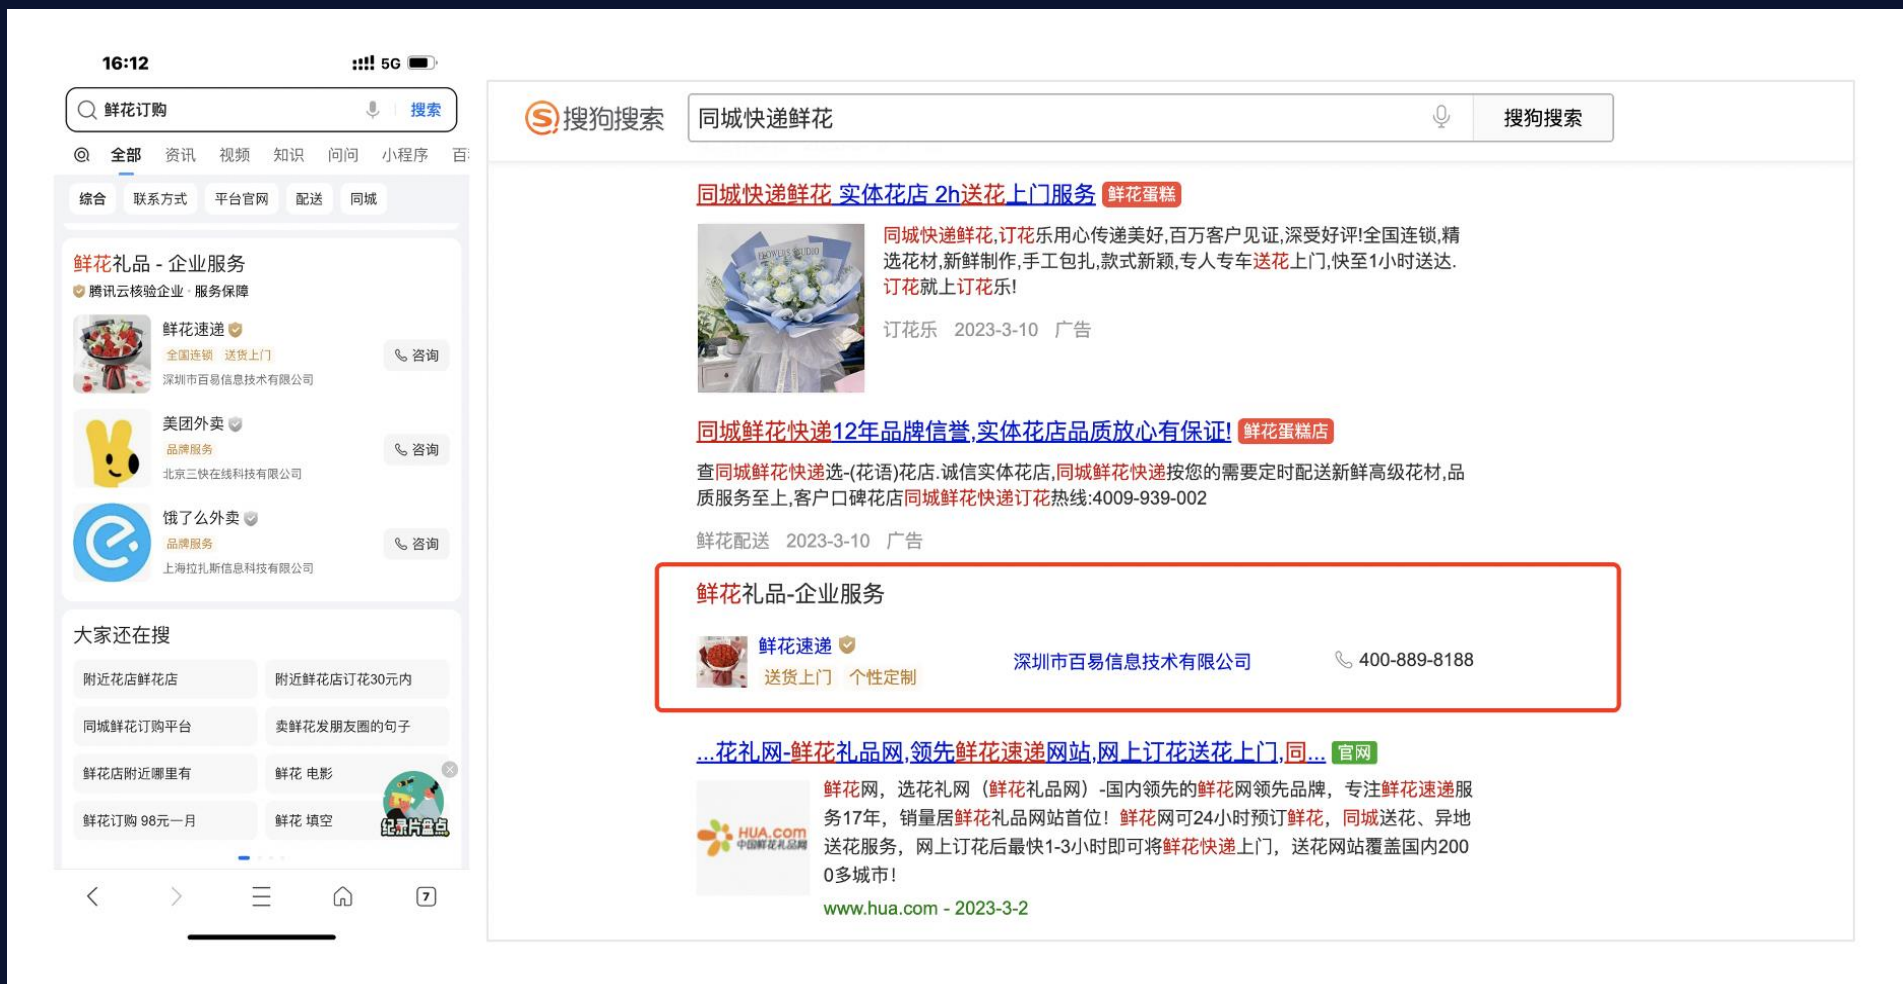 16:12
5G
鲜花订购
搜索
全部 资讯 视频 知识 问问 小程序
综合 联系方式 平台官网 配送 同城
鲜花礼品 - 企业服务
腾讯云核验企业 · 服务保障
鲜花速递
全国连锁 送货上门
深圳市百易信息技术有限公司
咨询
美团外卖
品牌服务
北京三快在线科技有限公司
咨询
饿了么外卖
品牌服务
上海拉扎斯信息科技有限公司
咨询
大家还在搜
附近花店鲜花店
附近鲜花店订花30元内
同城鲜花订购平台
卖鲜花发朋友圈的句子
鲜花店附近哪里有
鲜花 电影
鲜花订购 98元一月
鲜花 填空
纪录片盘点
7
搜狗搜索
同城快递鲜花
搜狗搜索
同城快递鲜花 实体花店 2h送花上门服务 鲜花蛋糕
同城快递鲜花,订花乐用心传递美好,百万客户见证,深受好评!全国连锁,精
选花材,新鲜制作,手工包扎,款式新颖,专人专车送花上门,快至1小时送达.
订花就上订花乐!
订花乐 2023-3-10 广告
同城鲜花快递12年品牌信誉,实体花店品质放心有保证! 鲜花蛋糕店
查同城鲜花快递选-(花语)花店.诚信实体花店,同城鲜花快递按您的需要定时配送新鲜高级花材,品
质服务至上,客户口碑花店同城鲜花快递订花热线:4009-939-002
鲜花配送 2023-3-10 广告
鲜花礼品-企业服务
鲜花速递
送货上门 个性定制
深圳市百易信息技术有限公司
400-889-8188
...花礼网-鲜花礼品网,领先鲜花速递网站,网上订花送花上门,同... 官网
HUA.com
中国鲜花礼品网
鲜花网，选花礼网（鲜花礼品网）-国内领先的鲜花网领先品牌，专注鲜花速递服
务17年，销量居鲜花礼品网站首位！鲜花网可24小时预订鲜花，同城送花、异地
送花服务，网上订花后最快1-3小时即可将鲜花快递上门，送花网站覆盖国内200
0多城市！
www.hua.com - 2023-3-2